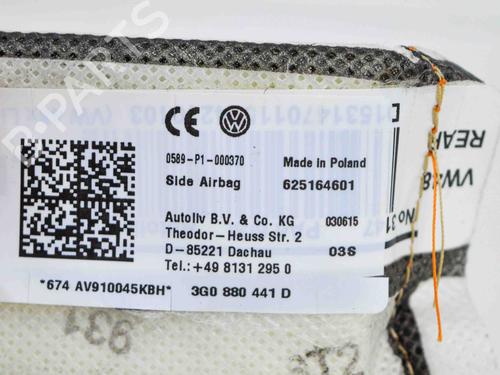 D·PARTS
CE
0589-P1-000370 Made in Poland
Side Airbag 625164601
Autoliv B.V. & Co. KG 030615
Theodor-Heuss Str. 2
D-85221 Dachau 03S
Tel.: +49 8131 295 0
*674 AV910045KBH* 3G0 880 441 D
931
REAR